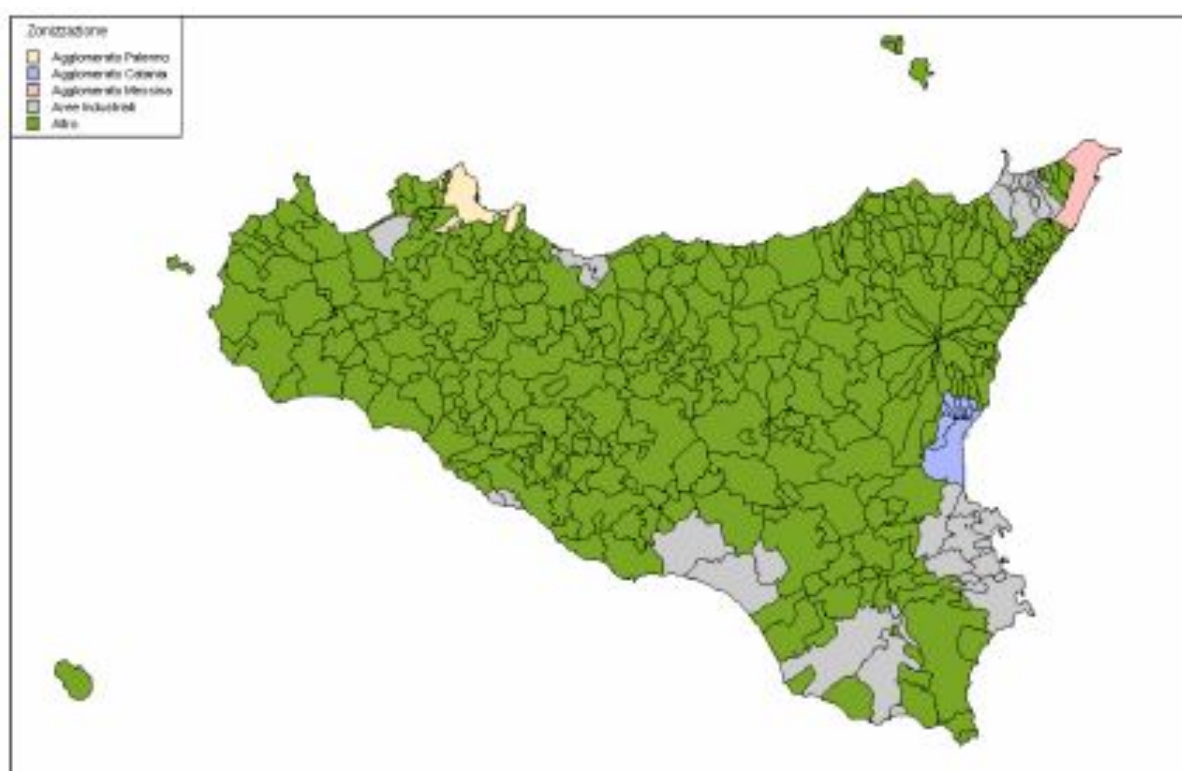 Zonizzazione
Agglomerato Palermo
Agglomerato Catania
Agglomerato Messina
Aree Industriali
Altro